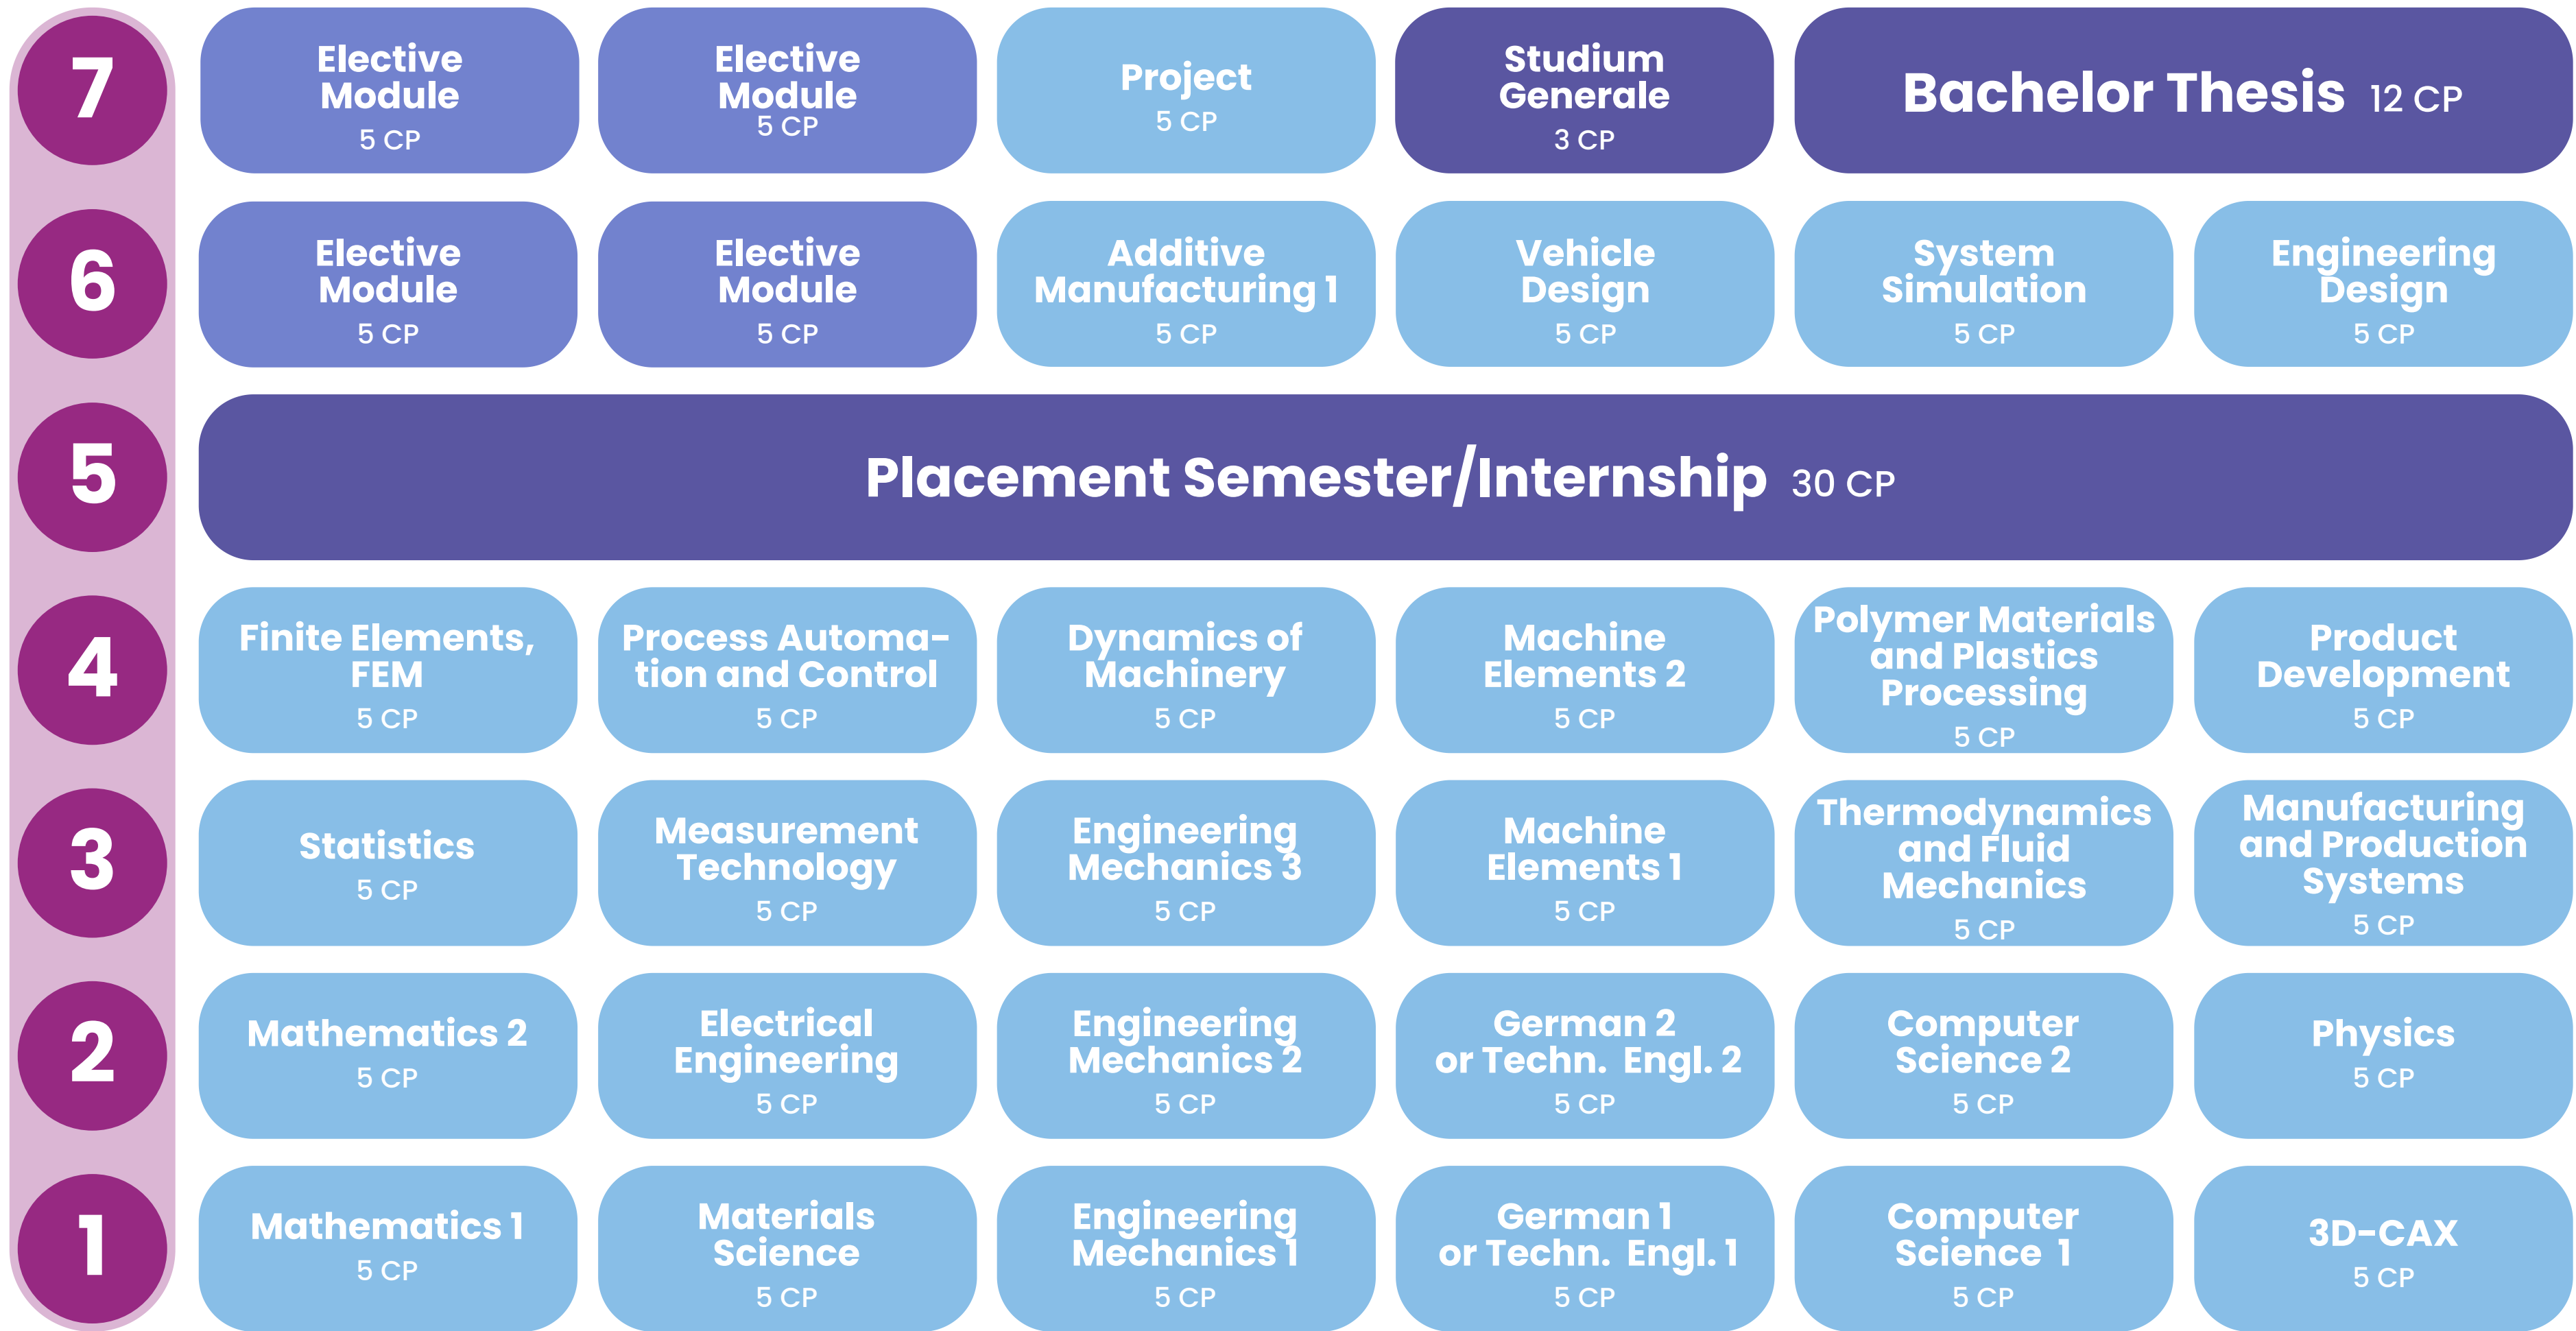 7
Elective
Module
5 CP
Elective
Module
5 CP
Project
5 CP
Studium
Generale
3 CP
Bachelor Thesis 12 CP
6
Elective
Module
5 CP
Elective
Module
5 CP
Additive
Manufacturing 1
5 CP
Vehicle
Design
5 CP
System
Simulation
5 CP
Engineering
Design
5 CP
5
Placement Semester/Internship 30 CP
4
Finite Elements,
FEM
5 CP
Process Automa-
tion and Control
5 CP
Dynamics of
Machinery
5 CP
Machine
Elements 2
5 CP
Polymer Materials
and Plastics
Processing
5 CP
Product
Development
5 CP
3
Statistics
5 CP
Measurement
Technology
5 CP
Engineering
Mechanics 3
5 CP
Machine
Elements 1
5 CP
Thermodynamics
and Fluid
Mechanics
5 CP
Manufacturing
and Production
Systems
5 CP
2
Mathematics 2
5 CP
Electrical
Engineering
5 CP
Engineering
Mechanics 2
5 CP
German 2
or Techn. Engl. 2
5 CP
Computer
Science 2
5 CP
Physics
5 CP
1
Mathematics 1
5 CP
Materials
Science
5 CP
Engineering
Mechanics 1
5 CP
German 1
or Techn. Engl. 1
5 CP
Computer
Science 1
5 CP
3D-CAX
5 CP